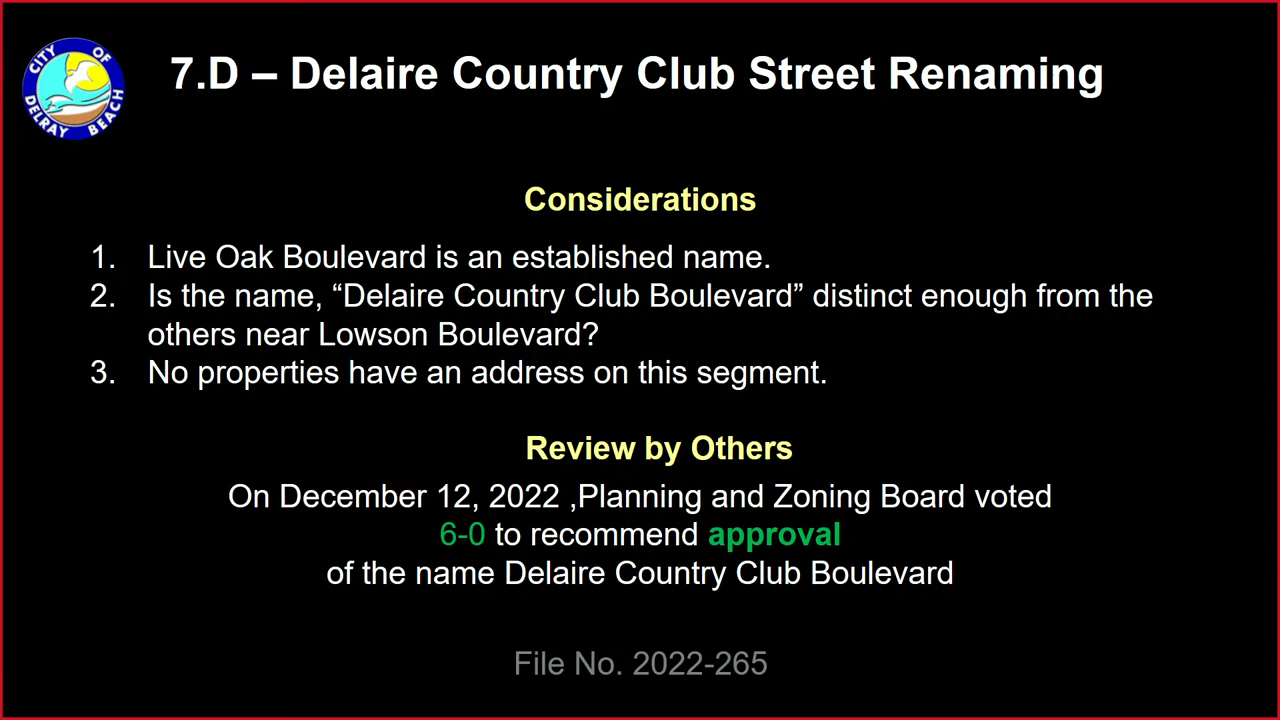 CITY OF
DELRAY BEACH
7.D – Delaire Country Club Street Renaming
Considerations
1. Live Oak Boulevard is an established name.
2. Is the name, “Delaire Country Club Boulevard” distinct enough from the
others near Lowson Boulevard?
3. No properties have an address on this segment.
Review by Others
On December 12, 2022 ,Planning and Zoning Board voted
6-0 to recommend approval
of the name Delaire Country Club Boulevard
File No. 2022-265